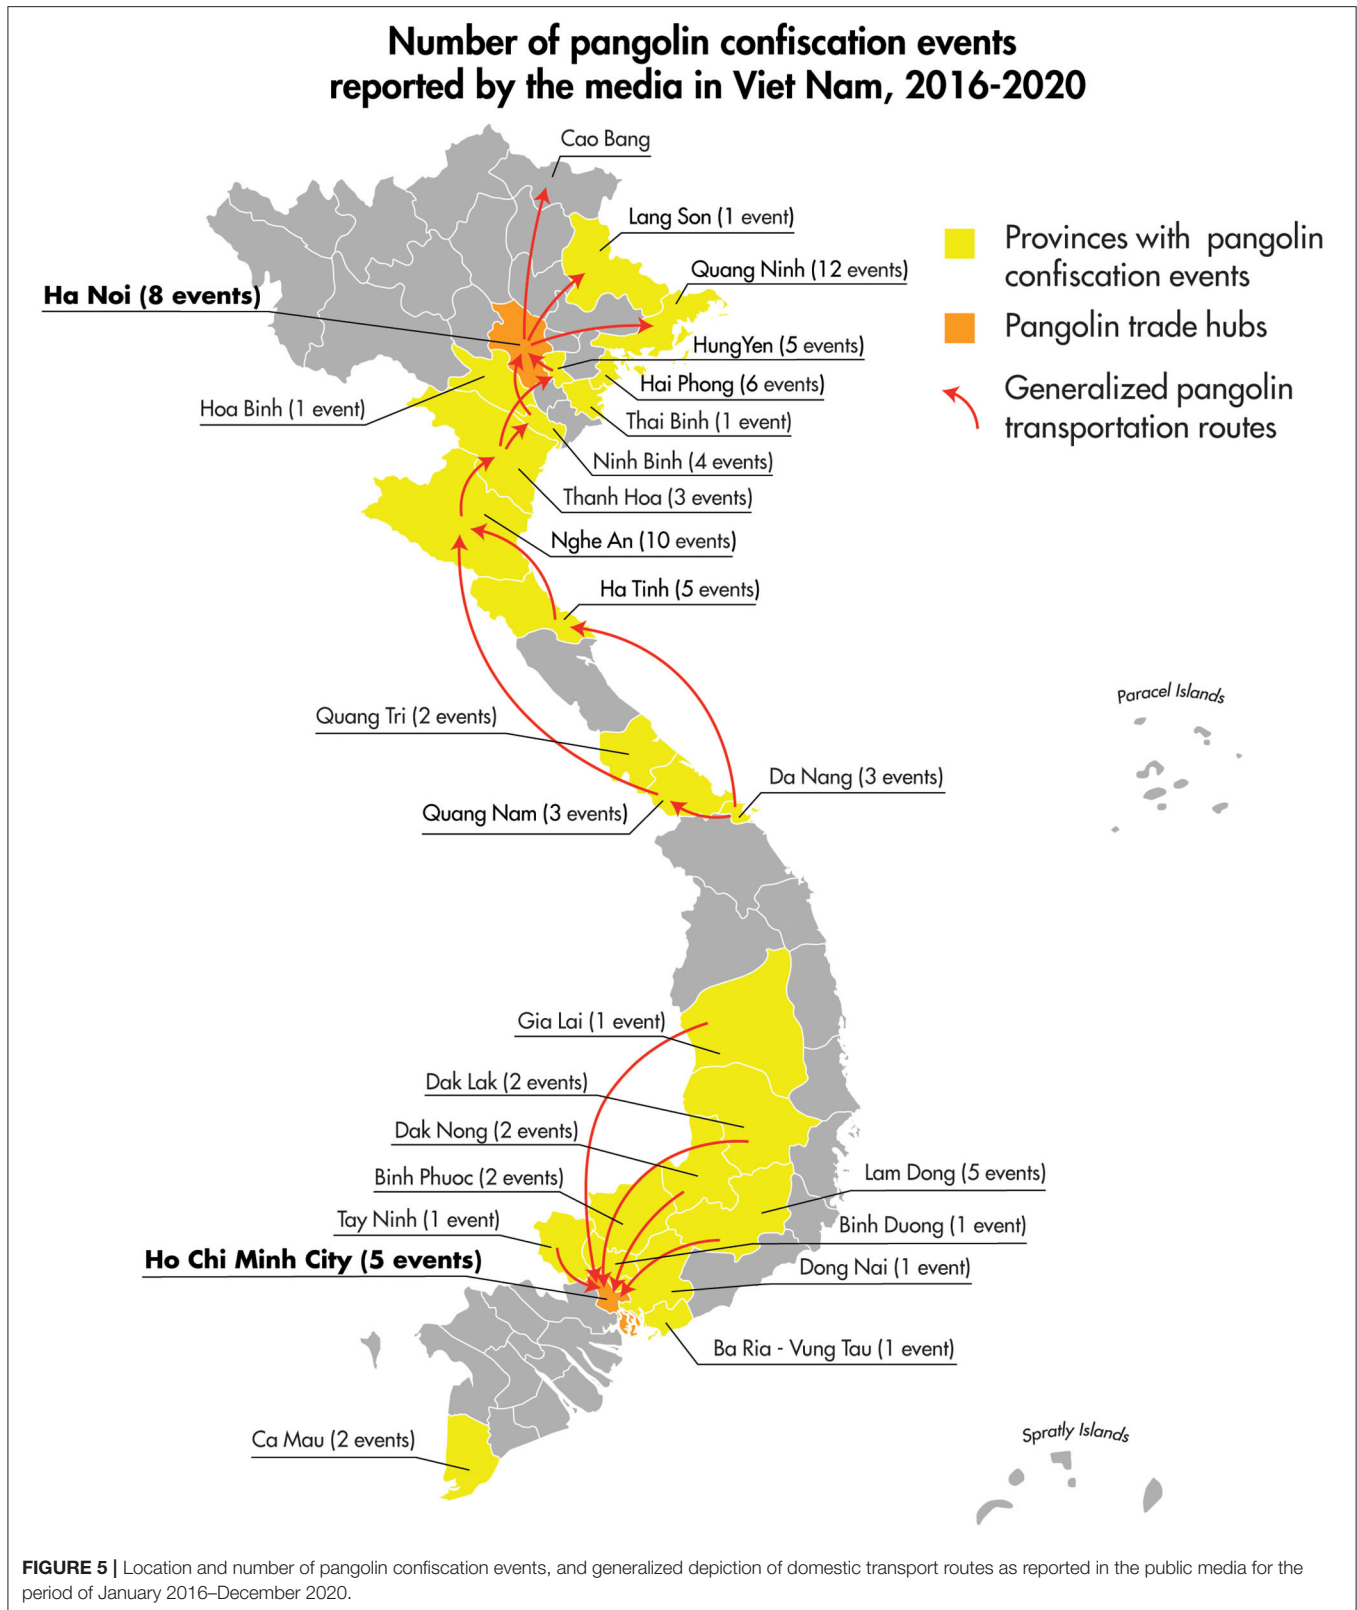 Number of pangolin confiscation events
reported by the media in Viet Nam, 2016-2020
Cao Bang
Lang Son (1 event)
Quang Ninh (12 events)
Ha Noi (8 events)
HungYen (5 events)
Hai Phong (6 events)
Hoa Binh (1 event)
Thai Binh (1 event)
Ninh Binh (4 events)
Thanh Hoa (3 events)
Nghe An (10 events)
Ha Tinh (5 events)
Provinces with pangolin
confiscation events
Pangolin trade hubs
Generalized pangolin
transportation routes
Paracel Islands
Quang Tri (2 events)
Da Nang (3 events)
Quang Nam (3 events)
Gia Lai (1 event)
Dak Lak (2 events)
Dak Nong (2 events)
Binh Phuoc (2 events)
Lam Dong (5 events)
Tay Ninh (1 event)
Binh Duong (1 event)
Ho Chi Minh City (5 events)
Dong Nai (1 event)
Ba Ria - Vung Tau (1 event)
Ca Mau (2 events)
Spratly Islands
FIGURE 5 | Location and number of pangolin confiscation events, and generalized depiction of domestic transport routes as reported in the public media for the
period of January 2016–December 2020.